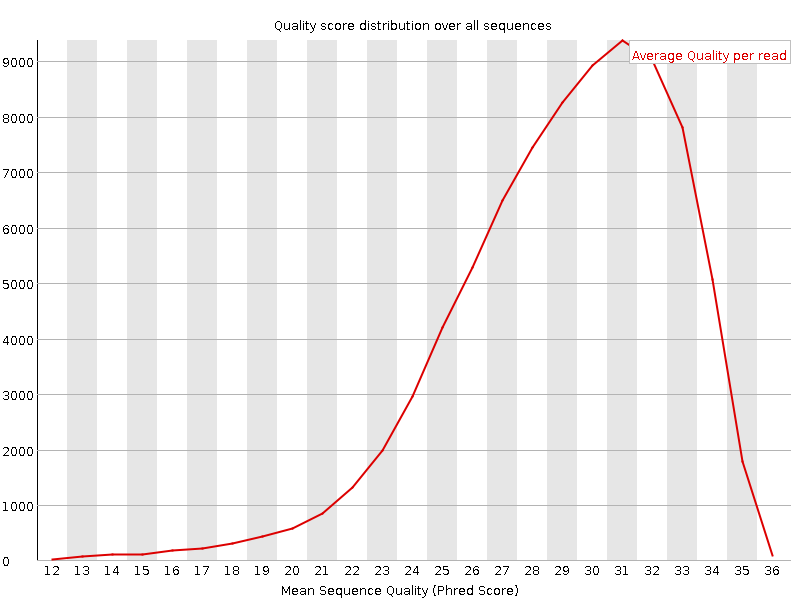 Quality score distribution over all sequences
Average Quality per read
9000
8000
7000
6000
5000
4000
3000
2000
1000
0
12 13 14 15 16 17 18 19 20 21 22 23 24 25 26 27 28 29 30 31 32 33 34 35 36
Mean Sequence Quality (Phred Score)